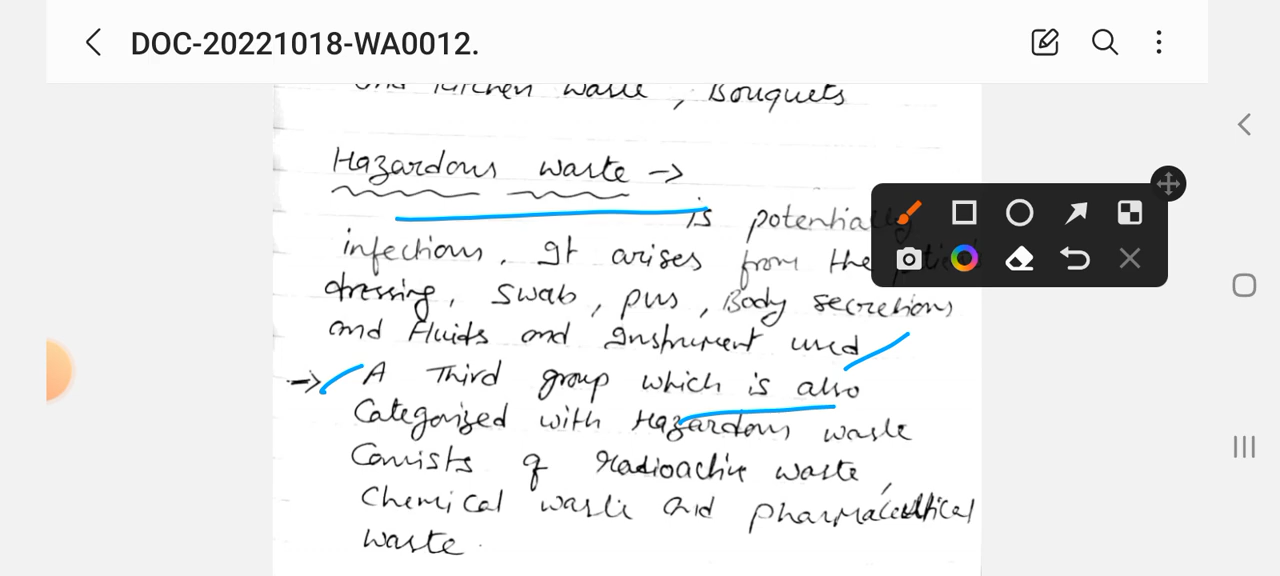 DOC-20221018-WA0012.
Kitchen waste, Bouquets
Hazardous waste ->
is potentially
infections. It arises from the
dressing, Swab, pus, Body secretions
and Fluids and Instrument used
-> A Third group which is also
Categorized with Hazardous waste
Consists of Radioactive waste,
Chemical waste and pharmaceutical
waste.